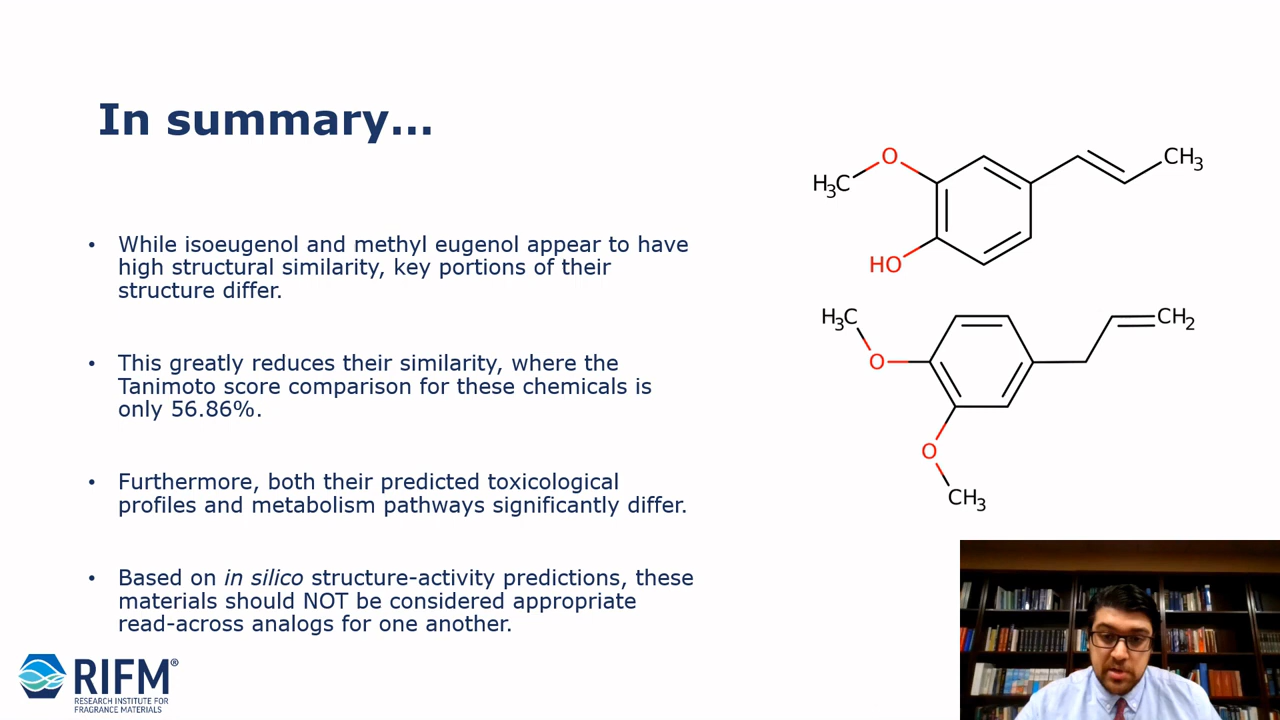 In summary...
• While isoeugenol and methyl eugenol appear to have
high structural similarity, key portions of their
structure differ.
• This greatly reduces their similarity, where the
Tanimoto score comparison for these chemicals is
only 56.86%.
• Furthermore, both their predicted toxicological
profiles and metabolism pathways significantly differ.
• Based on in silico structure-activity predictions, these
materials should NOT be considered appropriate
read-across analogs for one another.
O
CH3
H3C
HO
H3C
CH2
O
O
CH3
RIFM®
RESEARCH INSTITUTE FOR
FRAGRANCE MATERIALS